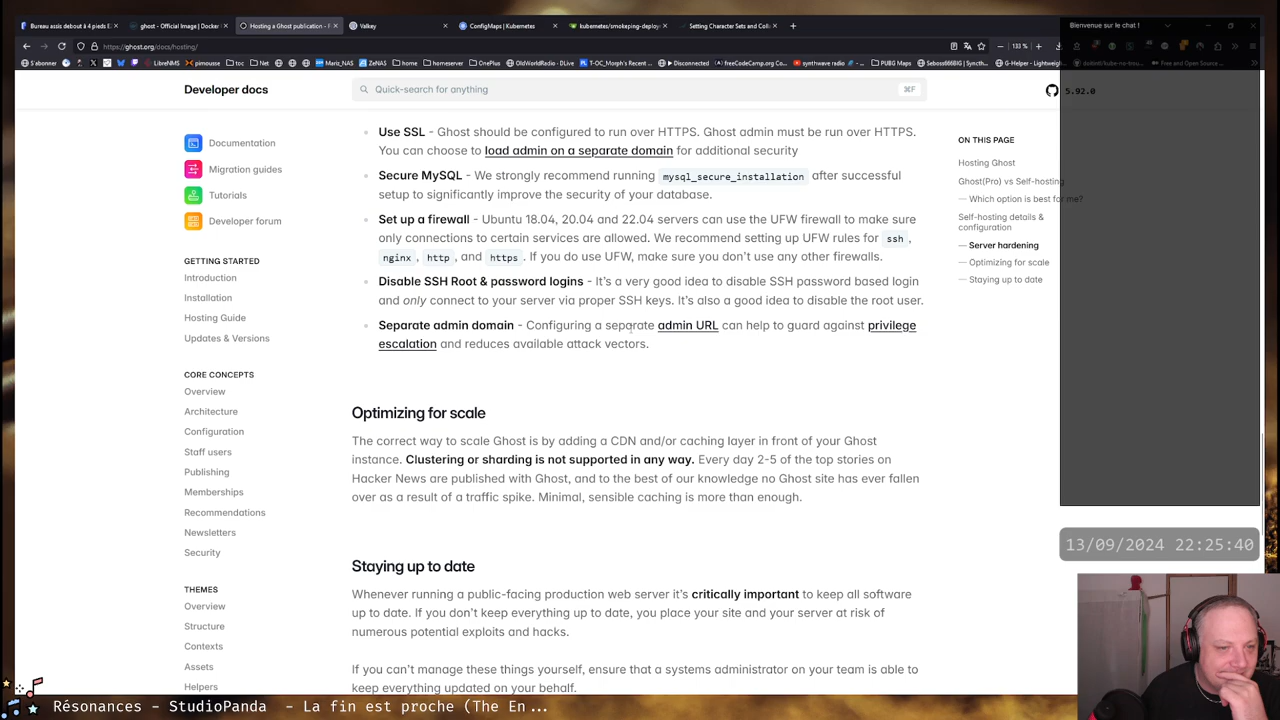 Bureau assis debout à 4 pieds E
ghost - Official Image | Docker
Hosting a Ghost publication -
Valkey
ConfigMaps | Kubernetes
kubernetes/smokeping-deploy
Setting Character Sets and Coll
Bienvenue sur le chat !
https://ghost.org/docs/hosting/
133 %
S'abonner
LibreNMS
pimouse
toc
Net
Mariz_NAS
ZENITY-DC
home
homeserver
OnePlus
OldWorldRadio - DLive
T-OC_Morph's Recent ...
Disconnected
freeCodeCamp.org Cu...
synthwave radio
PUBG Maps
Seboss666BIG | Syncth...
G-Helper - Lightweigh...
Free and Open Source ...
Developer docs
Quick-search for anything
⌘F
5.92.0
Documentation
Migration guides
Tutorials
Developer forum
GETTING STARTED
Introduction
Installation
Hosting Guide
Updates & Versions
CORE CONCEPTS
Overview
Architecture
Configuration
Staff users
Publishing
Memberships
Recommendations
Newsletters
Security
THEMES
Overview
Structure
Contexts
Assets
Helpers
Use SSL - Ghost should be configured to run over HTTPS. Ghost admin must be run over HTTPS.
You can choose to load admin on a separate domain for additional security
Secure MySQL - We strongly recommend running mysql_secure_installation after successful
setup to significantly improve the security of your database.
Set up a firewall - Ubuntu 18.04, 20.04 and 22.04 servers can use the UFW firewall to make sure
only connections to certain services are allowed. We recommend setting up UFW rules for ssh,
nginx, http, and https. If you do use UFW, make sure you don't use any other firewalls.
Disable SSH Root & password logins - It's a very good idea to disable SSH password based login
and only connect to your server via proper SSH keys. It's also a good idea to disable the root user.
Separate admin domain - Configuring a separate admin URL can help to guard against privilege
escalation and reduces available attack vectors.
Optimizing for scale
The correct way to scale Ghost is by adding a CDN and/or caching layer in front of your Ghost
instance. Clustering or sharding is not supported in any way. Every day 2-5 of the top stories on
Hacker News are published with Ghost, and to the best of our knowledge no Ghost site has ever fallen
over as a result of a traffic spike. Minimal, sensible caching is more than enough.
Staying up to date
Whenever running a public-facing production web server it's critically important to keep all software
up to date. If you don't keep everything up to date, you place your site and your server at risk of
numerous potential exploits and hacks.
If you can't manage these things yourself, ensure that a systems administrator on your team is able to
keep everything updated on your behalf.
ON THIS PAGE
Hosting Ghost
Ghost(Pro) vs Self-hosting
— Which option is best for me?
Self-hosting details &
configuration
— Server hardening
— Optimizing for scale
— Staying up to date
13/09/2024 22:25:40
Résonances - StudioPanda - La fin est proche (The En...